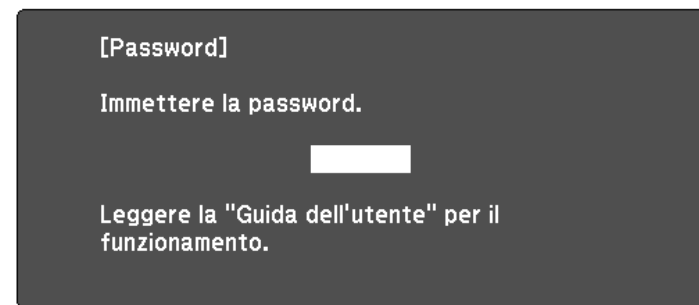 [Password]
Immettere la password.
Leggere la "Guida dell'utente" per il
funzionamento.